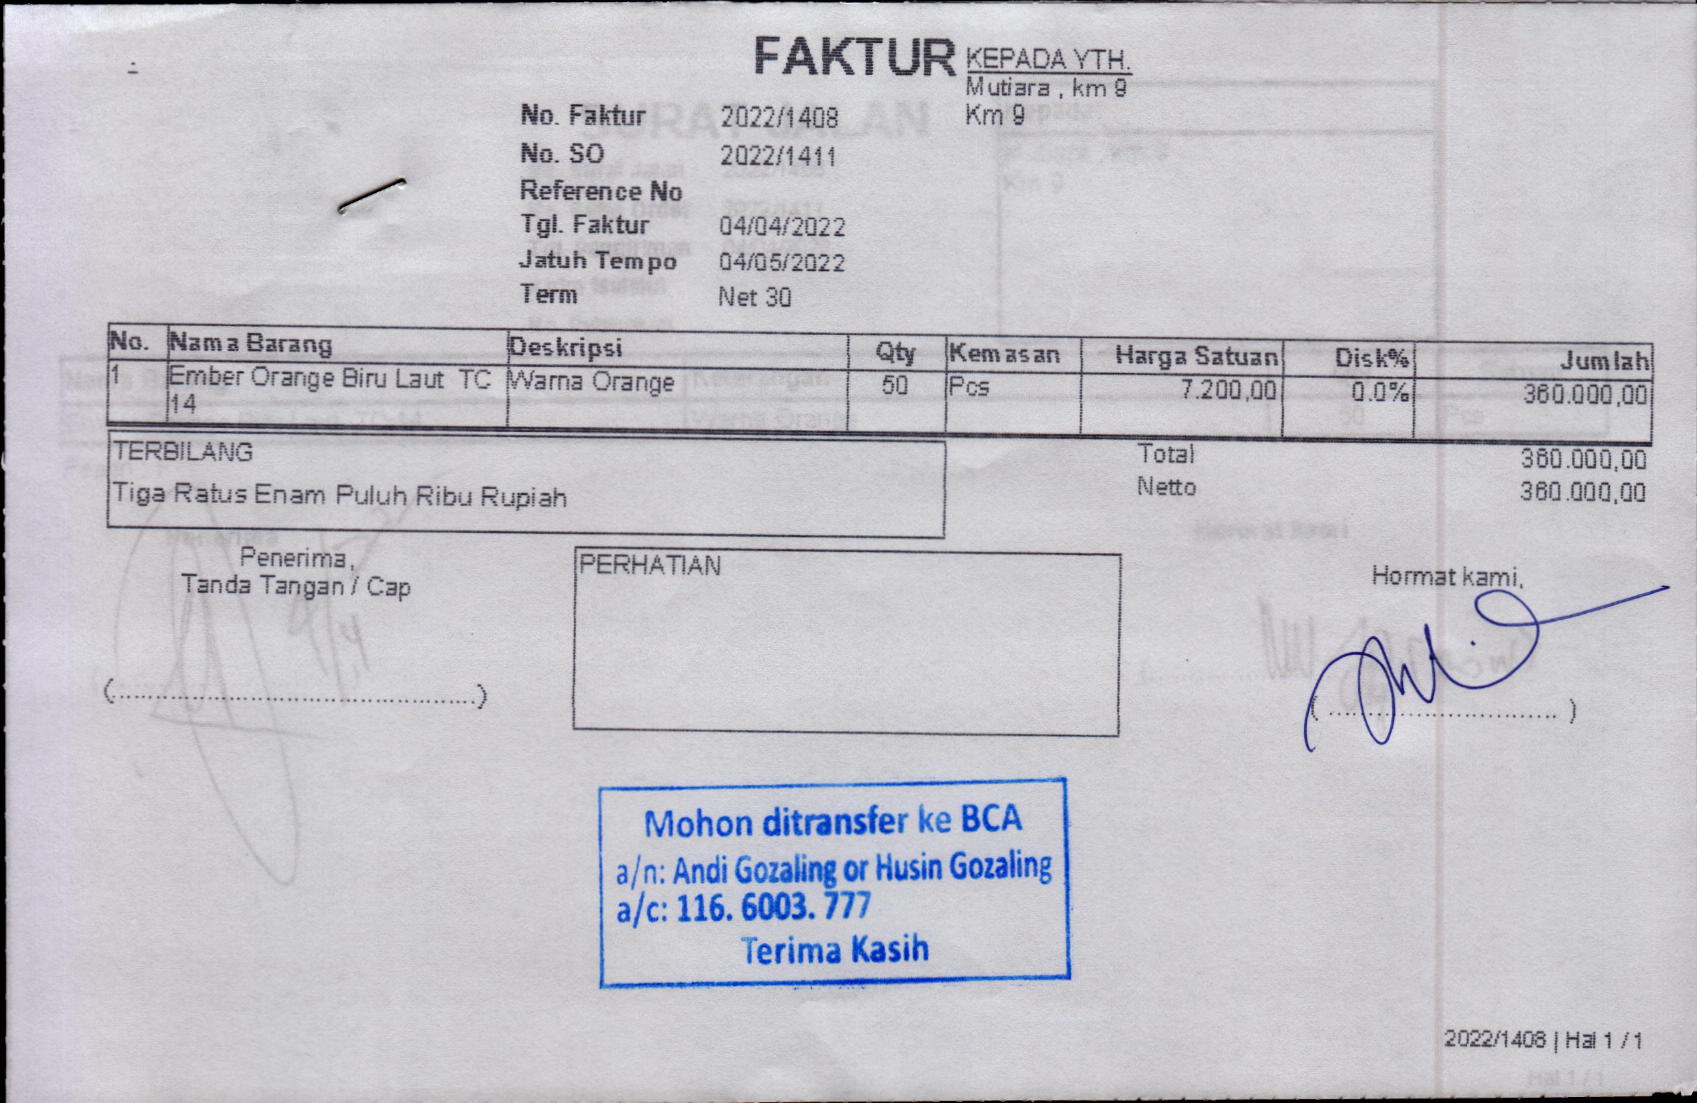 FAKTUR
KEPADA YTH.
Mutiara , km 9
Km 9
No. Faktur 2022/1408
No. SO 2022/1411
Reference No
Tgl. Faktur 04/04/2022
Jatuh Tempo 04/05/2022
Term Net 30
No. Nama Barang Deskripsi Qty Kemasan Harga Satuan Disk% Jumlah
1 Ember Orange Biru Laut TC Warna Orange 50 Pcs 7.200,00 0.0% 360.000,00
14
TERBILANG
Tiga Ratus Enam Puluh Ribu Rupiah
Total 360.000,00
Netto 360.000,00
Penerima,
Tanda Tangan / Cap
(............................................)
PERHATIAN
Hormat kami,
( ............................ )
Mohon ditransfer ke BCA
a/n: Andi Gozaling or Husin Gozaling
a/c: 116. 6003. 777
Terima Kasih
2022/1408 | Hal 1 / 1